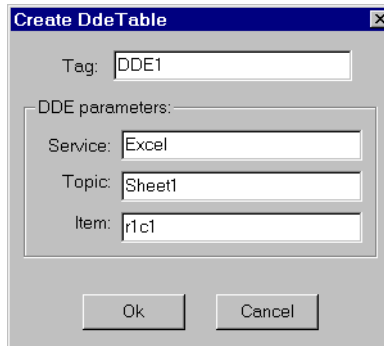 Create DdeTable
Tag: DDE1
DDE parameters:
Service: Excel
Topic: Sheet1
Item: r1c1
Ok Cancel